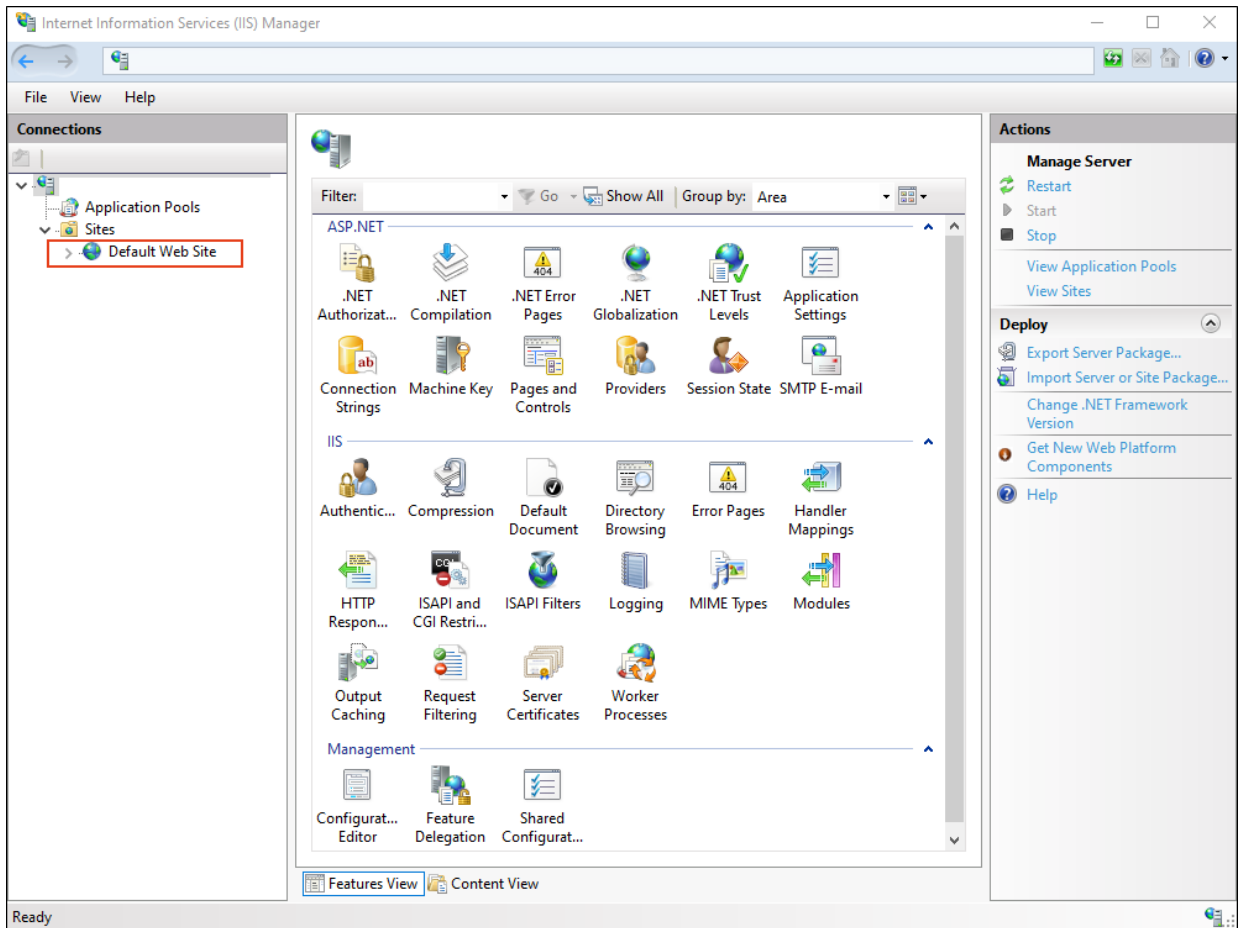 Internet Information Services (IIS) Manager
File View Help
Connections
Application Pools
Sites
Default Web Site
Filter: Go Show All Group by: Area
ASP.NET
.NET Authorizat...
.NET Compilation
.NET Error Pages
.NET Globalization
.NET Trust Levels
Application Settings
Connection Strings
Machine Key
Pages and Controls
Providers
Session State
SMTP E-mail
IIS
Authentic...
Compression
Default Document
Directory Browsing
Error Pages
Handler Mappings
HTTP Respon...
ISAPI and CGI Restri...
ISAPI Filters
Logging
MIME Types
Modules
Output Caching
Request Filtering
Server Certificates
Worker Processes
Management
Configurat... Editor
Feature Delegation
Shared Configurat...
Features View Content View
Actions
Manage Server
Restart
Start
Stop
View Application Pools
View Sites
Deploy
Export Server Package...
Import Server or Site Package...
Change .NET Framework
Version
Get New Web Platform
Components
Help
Ready